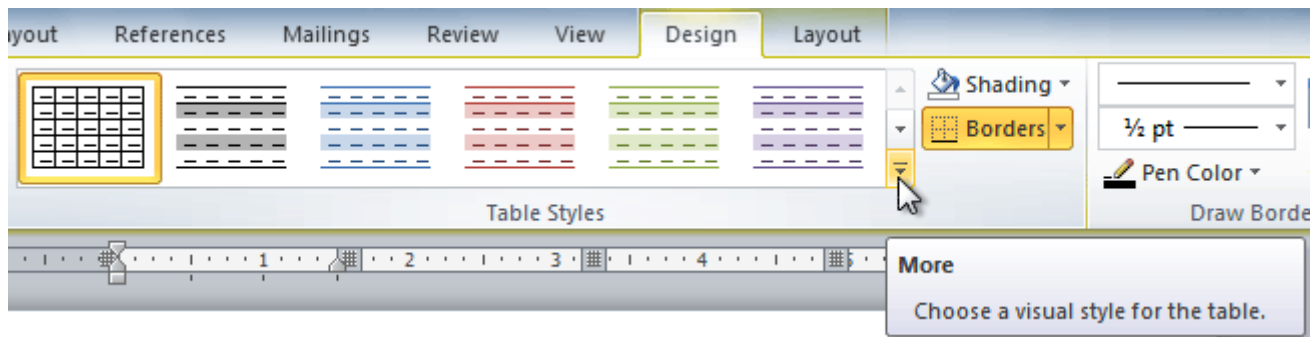 yout References Mailings Review View Design Layout
Shading
Borders
½ pt
Pen Color
Table Styles
Draw Borde
1 2 3 4 5
More
Choose a visual style for the table.